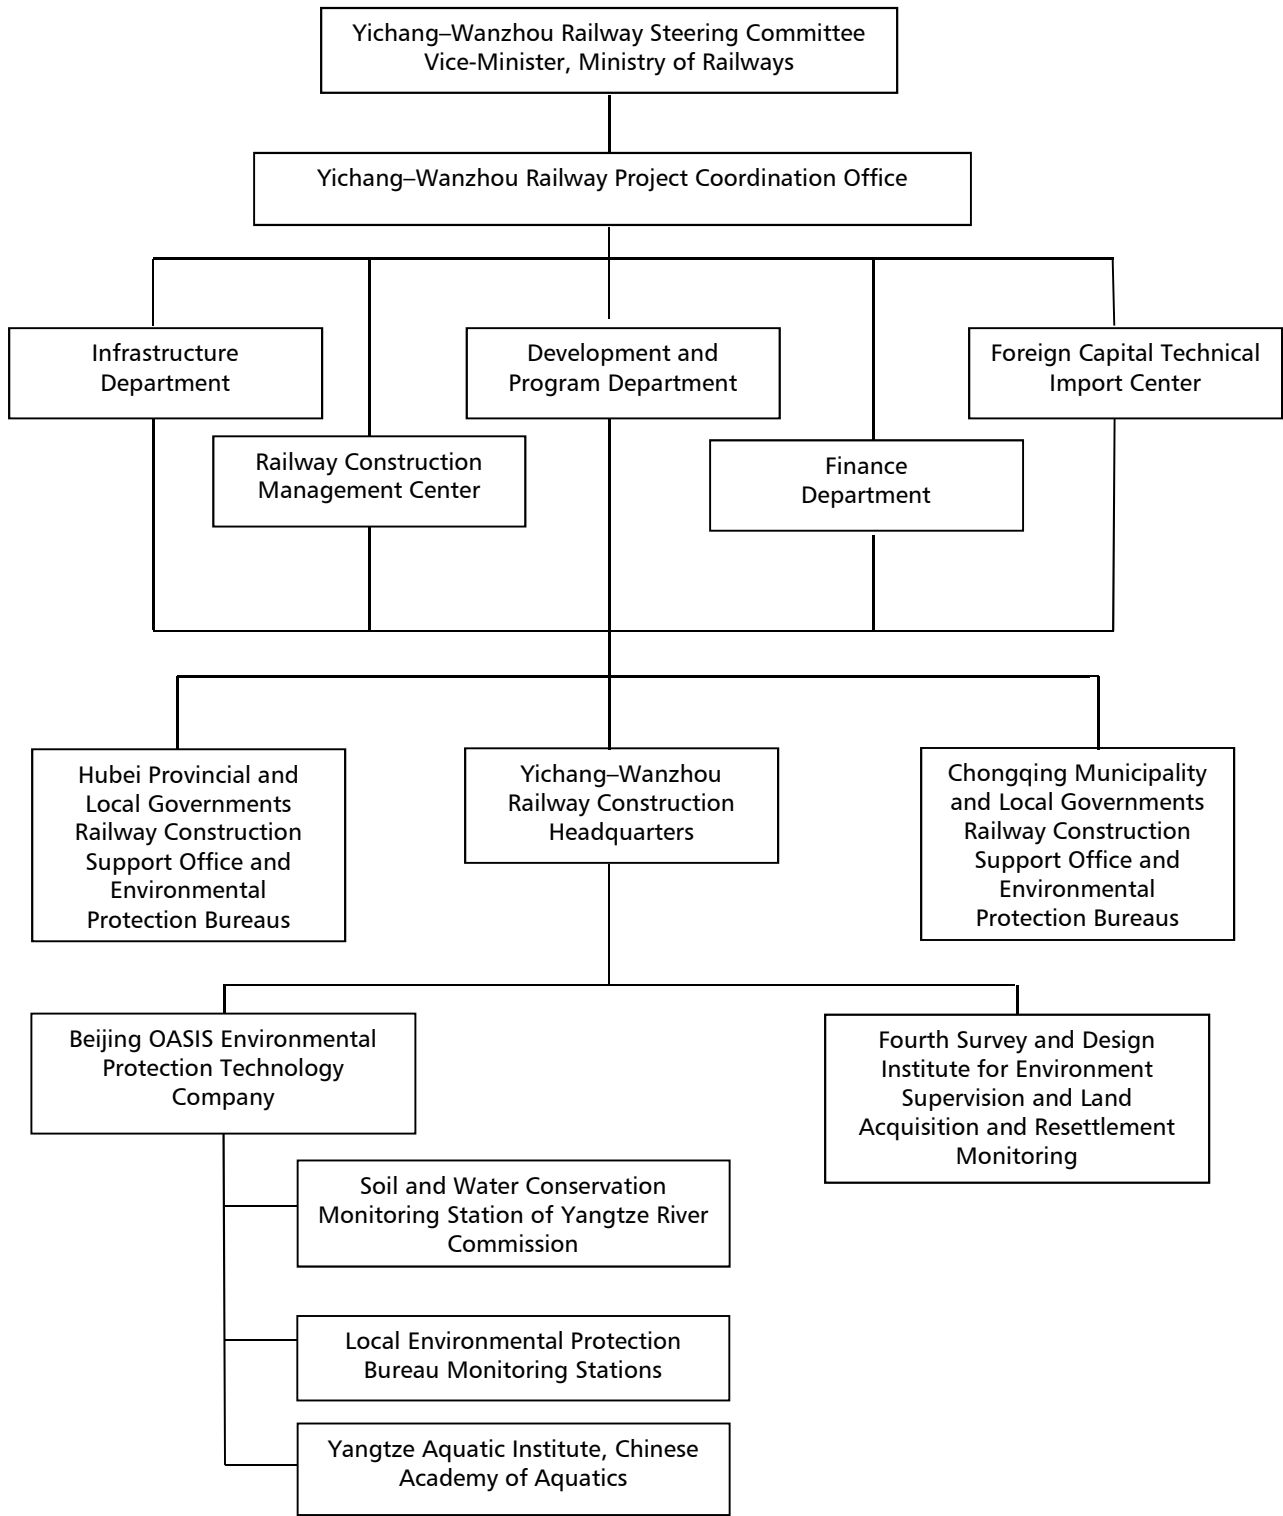 Yichang–Wanzhou Railway Steering Committee
Vice-Minister, Ministry of Railways
Yichang–Wanzhou Railway Project Coordination Office
Infrastructure
Department
Development and
Program Department
Foreign Capital Technical
Import Center
Railway Construction
Management Center
Finance
Department
Hubei Provincial and
Local Governments
Railway Construction
Support Office and
Environmental
Protection Bureaus
Yichang–Wanzhou
Railway Construction
Headquarters
Chongqing Municipality
and Local Governments
Railway Construction
Support Office and
Environmental
Protection Bureaus
Beijing OASIS Environmental
Protection Technology
Company
Fourth Survey and Design
Institute for Environment
Supervision and Land
Acquisition and Resettlement
Monitoring
Soil and Water Conservation
Monitoring Station of Yangtze River
Commission
Local Environmental Protection
Bureau Monitoring Stations
Yangtze Aquatic Institute, Chinese
Academy of Aquatics